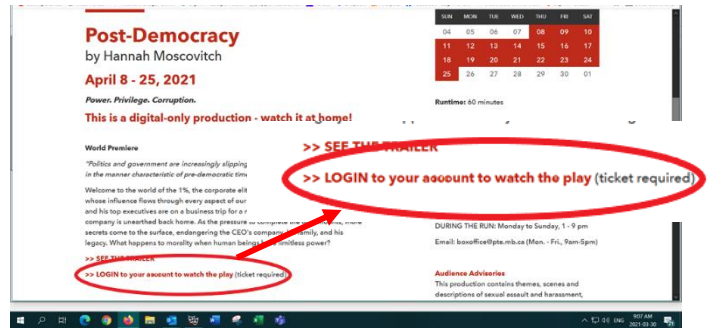 SUN MON TUE WED THU FRI SAT
04 05 06 07 08 09 10
11 12 13 14 15 16 17
18 19 20 21 22 23 24
25 26 27 28 29 30 01
Runtime: 60 minutes
Post-Democracy
by Hannah Moscovitch
April 8 - 25, 2021
Power. Privilege. Corruption.
This is a digital-only production - watch it at home!
World Premiere
"Politics and government are increasingly slipping
in the manner characteristic of pre-democratic
Welcome to the world of the 1%, the corporate elit
whose influence flows through every aspect of our
and his top executives are on a business trip for a
company is unearthed back home. As the pressure to complete the more
secrets come to the surface, endangering the CEO's company, family, and his
legacy. What happens to morality when human beings limitless power?
>> SEE THE TRAILER
>> LOGIN to your account to watch the play (ticket required)
>> SEE THE TRAILER
>> LOGIN to your account to watch the play (ticket required)
DURING THE RUN: Monday to Sunday, 1 - 9 pm
Email: boxoffice@pte.mb.ca (Mon. - Fri., 9am-5pm)
Audience Advisories
This production contains themes, scenes and
descriptions of sexual assault and harassment,
ENG
9:07 AM
2021-03-30